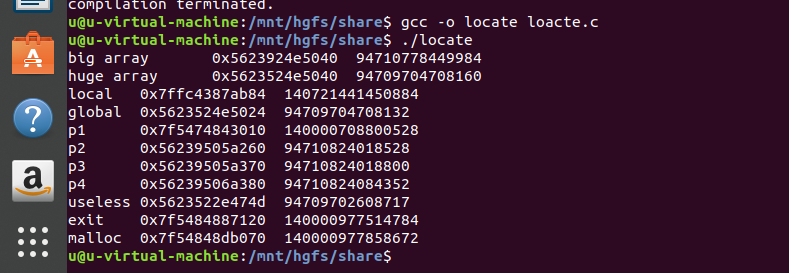 compilation terminated.
u@u-virtual-machine:/mnt/hgfs/share$ gcc -o locate loacte.c
u@u-virtual-machine:/mnt/hgfs/share$ ./locate
big array 0x5623924e5040 94710778449984
huge array 0x5623524e5040 94709704708160
local 0x7ffc4387ab84 140721441450884
global 0x5623524e5024 94709704708132
p1 0x7f5474843010 140000708800528
p2 0x56239505a260 94710824018528
p3 0x56239505a370 94710824018800
p4 0x56239506a380 94710824084352
useless 0x5623522e474d 94709702608717
exit 0x7f5484887120 140000977514784
malloc 0x7f54848db070 140000977858672
u@u-virtual-machine:/mnt/hgfs/share$